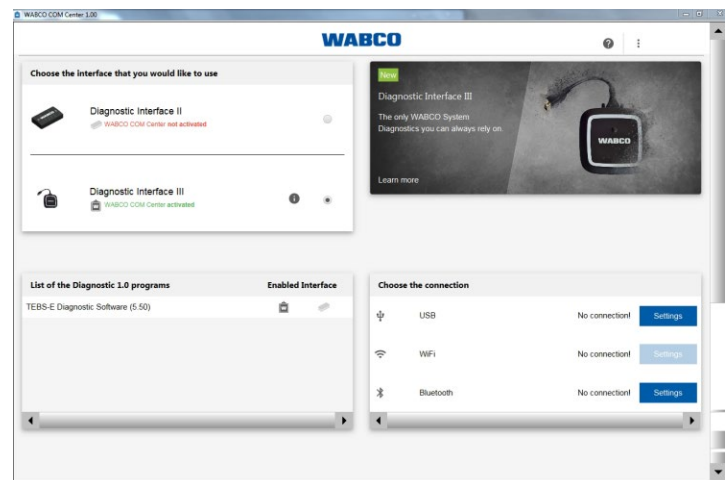 WABCO COM Center 1.00
WABCO
Choose the interface that you would like to use
Diagnostic Interface II
WABCO COM Center not activated
Diagnostic Interface III
WABCO COM Center activated
New
Diagnostic Interface III
The only WABCO System
Diagnostics you can always rely on.
WABCO
Learn more
List of the Diagnostic 1.0 programs Enabled Interface
TEBS-E Diagnostic Software (5.50)
Choose the connection
USB No connection! Settings
WiFi No connection! Settings
Bluetooth No connection! Settings